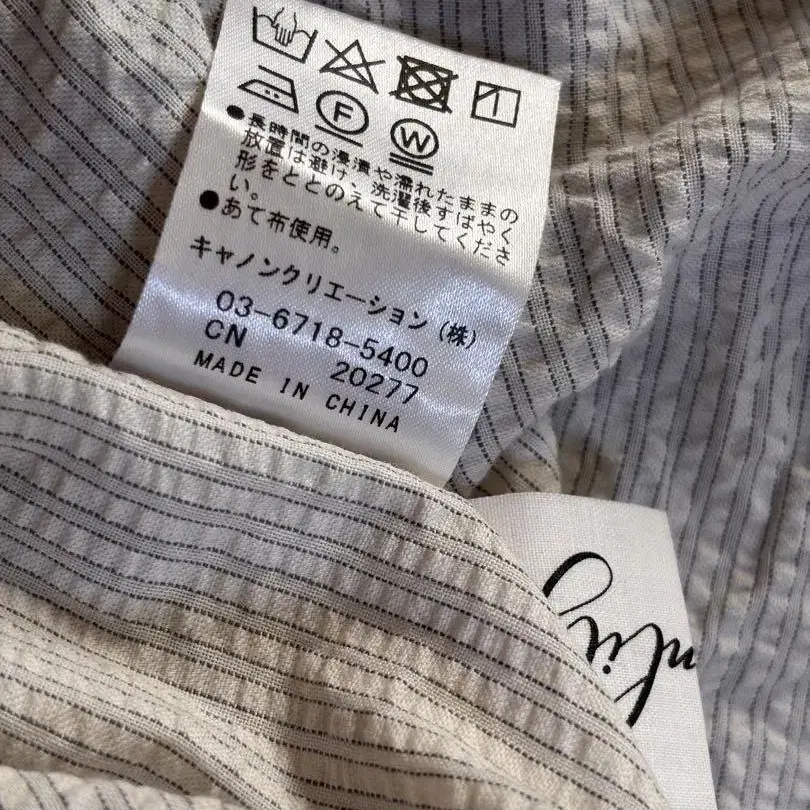 F
W
●長時間の浸漬や濡れたままの
放置は避け、洗濯後すばやく
形をととのえて干してくださ
い。
●あて布使用。
キャノンクリエーション(株)
03-6718-5400
CN 20277
MADE IN CHINA